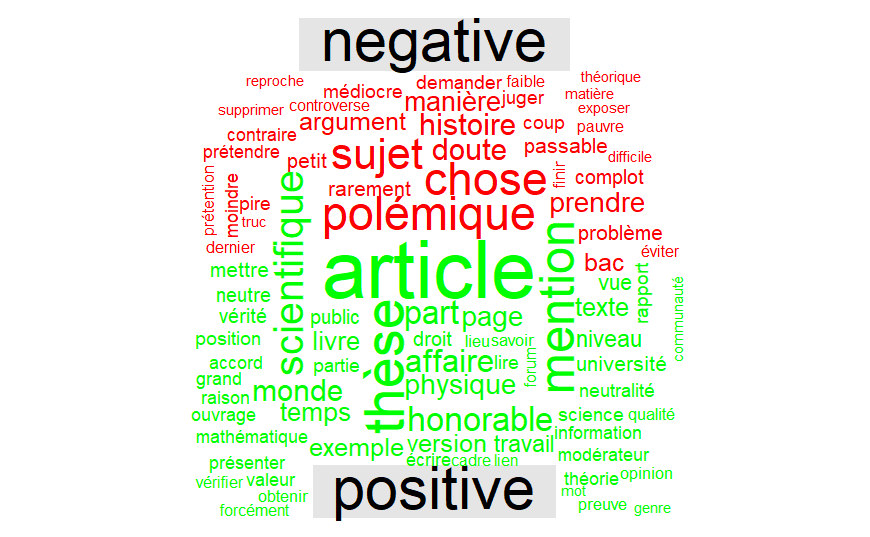 negative
reproche
médiocre
demander
faible
théorique
supprimer
controverse
manière
juger
matière
exposer
contraire
argument
histoire
coup
pauvre
prétendre
petit
sujet
doute
passable
difficile
prétention
moindre
pire
rarement
chose
finir
complot
truc
polémique
prendre
dernier
problème
éviter
bac
scientifique
article
mention
mettre
vue
rapport
communauté
neutre
vérité
public
thèse
part
page
texte
position
livre
droit
lieu
savoir
niveau
accord
partie
affaire
lire
forum
université
grand
raison
monde
physique
neutralité
ouvrage
temps
honorable
science
qualité
mathématique
exemple
version
travail
information
présenter
écrire
cadre
lien
modérateur
vérifier
valeur
positive
théorie
opinion
obtenir
mot
forcément
preuve
genre